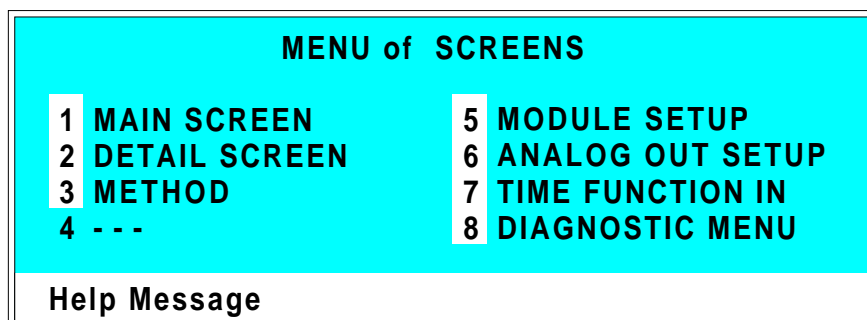 MENU of SCREENS
1 MAIN SCREEN
2 DETAIL SCREEN
3 METHOD
4 - - -
5 MODULE SETUP
6 ANALOG OUT SETUP
7 TIME FUNCTION IN
8 DIAGNOSTIC MENU
Help Message